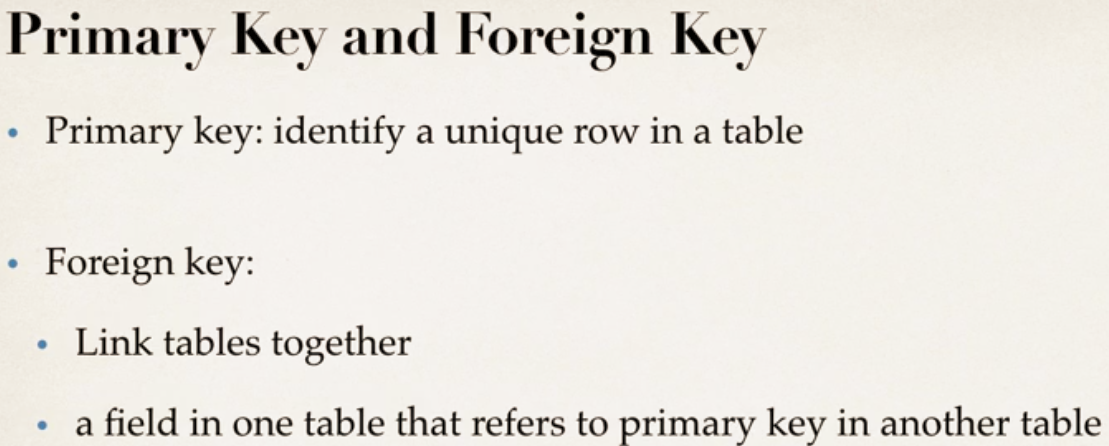 Primary Key and Foreign Key
• Primary key: identify a unique row in a table
• Foreign key:
• Link tables together
• a field in one table that refers to primary key in another table